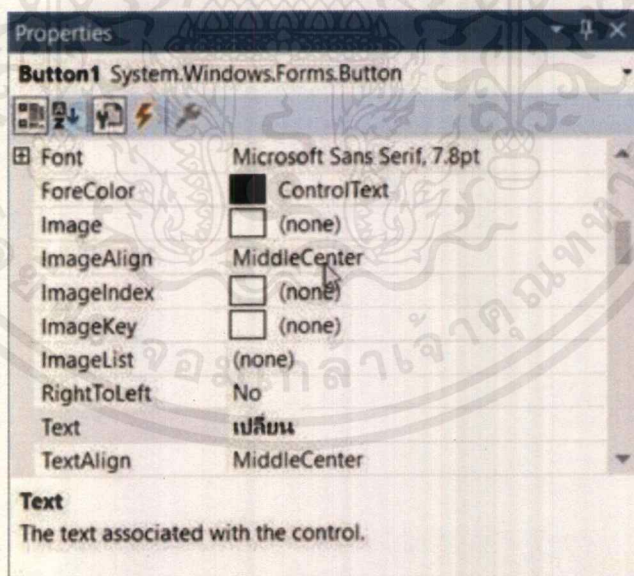 Properties
Button1 System.Windows.Forms.Button
Font Microsoft Sans Serif, 7.8pt
ForeColor ControlText
Image (none)
ImageAlign MiddleCenter
ImageIndex (none)
ImageKey (none)
ImageList (none)
RightToLeft No
Text เปลี่ยน
TextAlign MiddleCenter
Text
The text associated with the control.